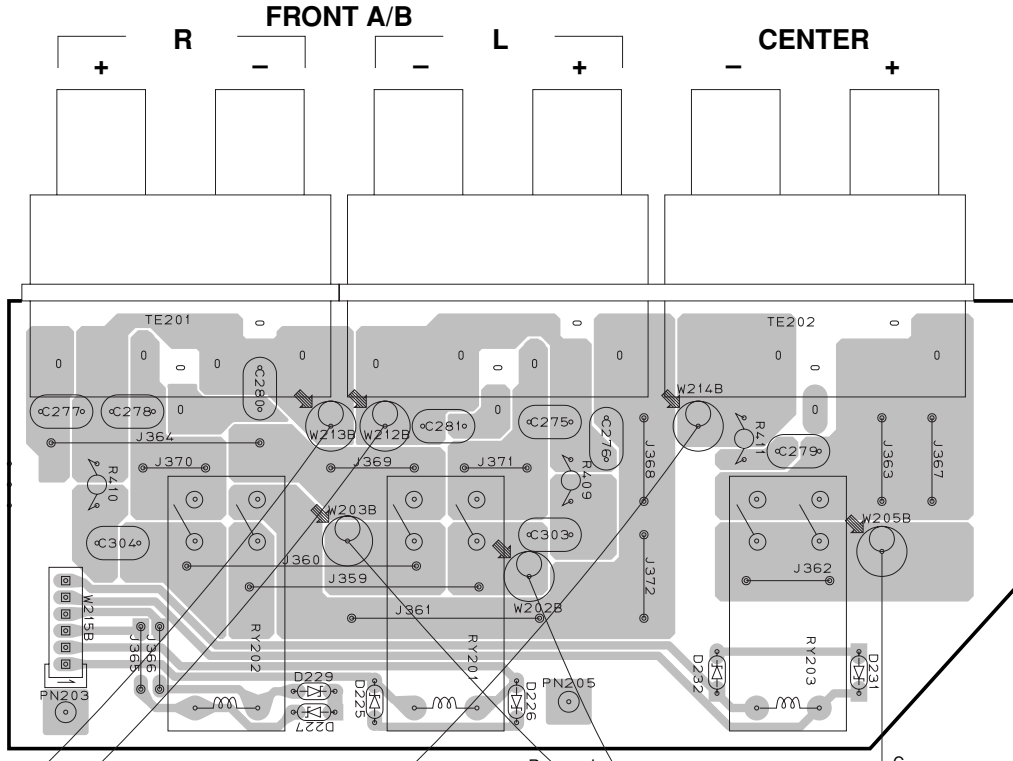 FRONT A/B
R L CENTER
+ − − + − +
TE201 TE202
C280
W214B
C277 C278 W213B W212B C281 C275 C276 R411
J364 J368 C279 J363 J367
J370 J369 J371
R410 R409
W203B W205B
C304 C303
J360
J359 J372 J362
J361 W202B
W215B
J365 J366 RY202 RY201 RY203
1 D229 D225 D226 PN205 D232 D231
PN203
D227